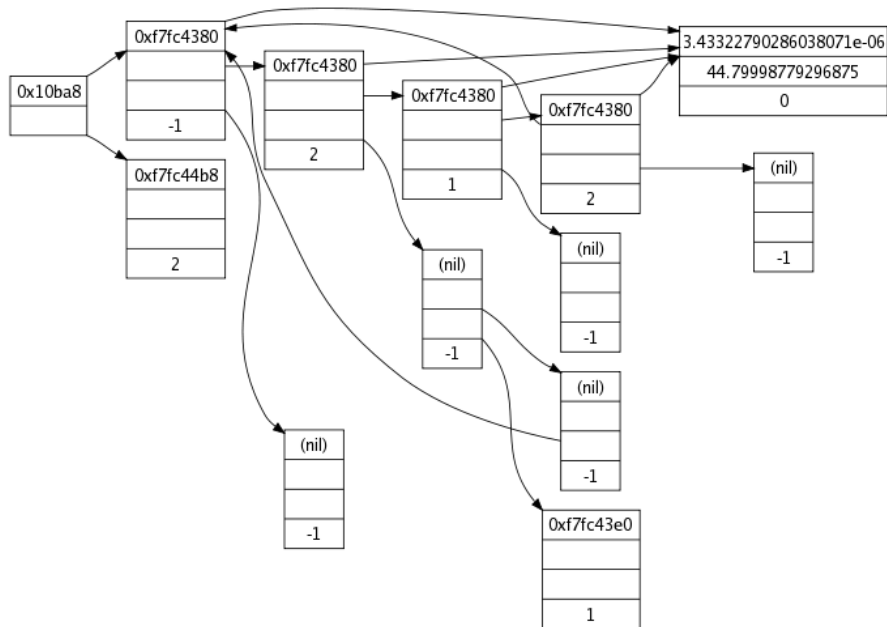 0x10ba8
0xf7fc4380
-1
0xf7fc44b8
2
0xf7fc4380
2
0xf7fc4380
1
0xf7fc4380
2
3.43322790286038071e-06
44.79998779296875
0
(nil)
-1
(nil)
-1
(nil)
-1
(nil)
-1
(nil)
-1
0xf7fc43e0
1